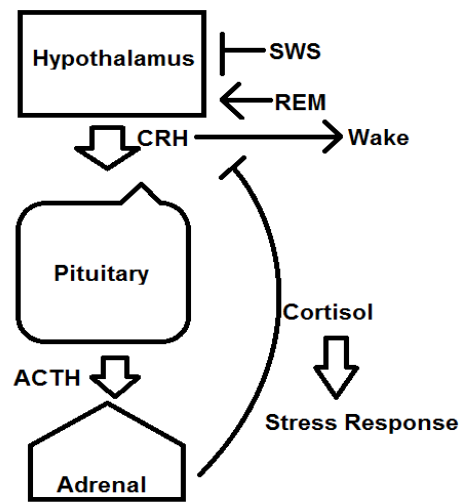 Hypothalamus
SWS
REM
CRH
Wake
Pituitary
Cortisol
ACTH
Stress Response
Adrenal